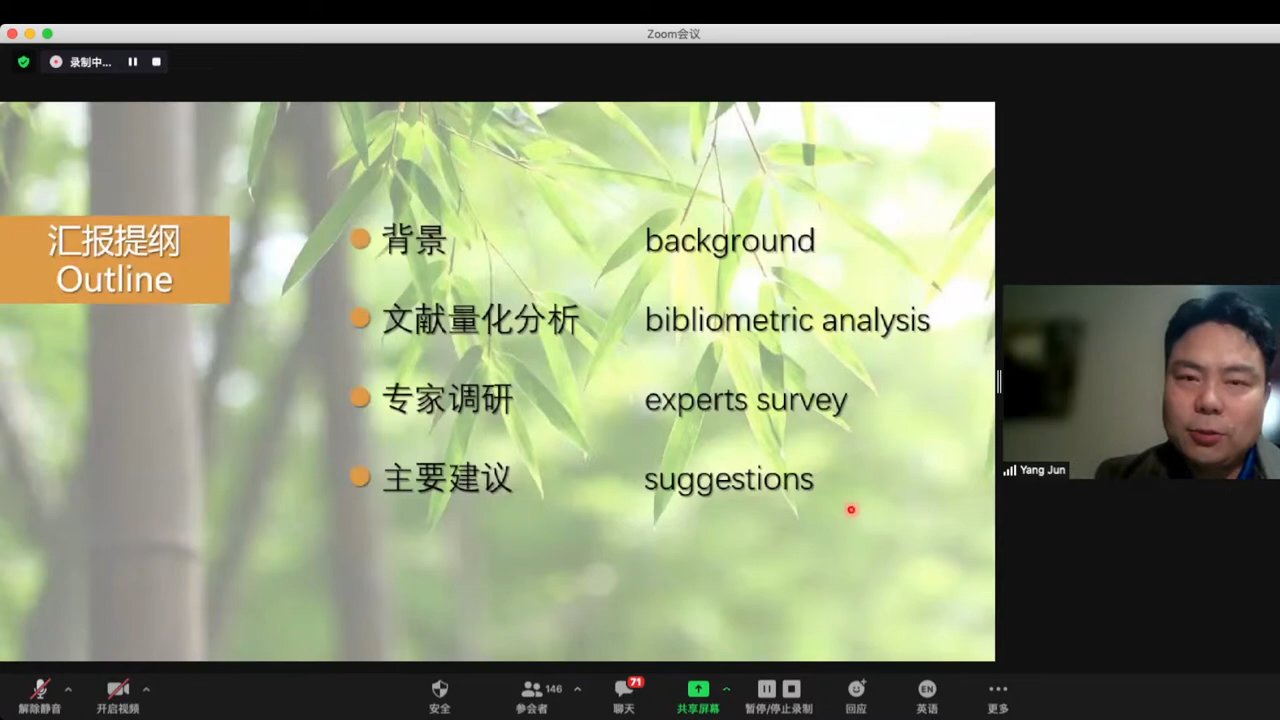 Zoom会议
录制中...
汇报提纲
Outline
背景 background
文献量化分析 bibliometric analysis
专家调研 experts survey
主要建议 suggestions
Yang Jun
146
71
EN
解除静音
开启视频
安全
参会者
聊天
共享屏幕
暂停/停止录制
回应
英语
更多